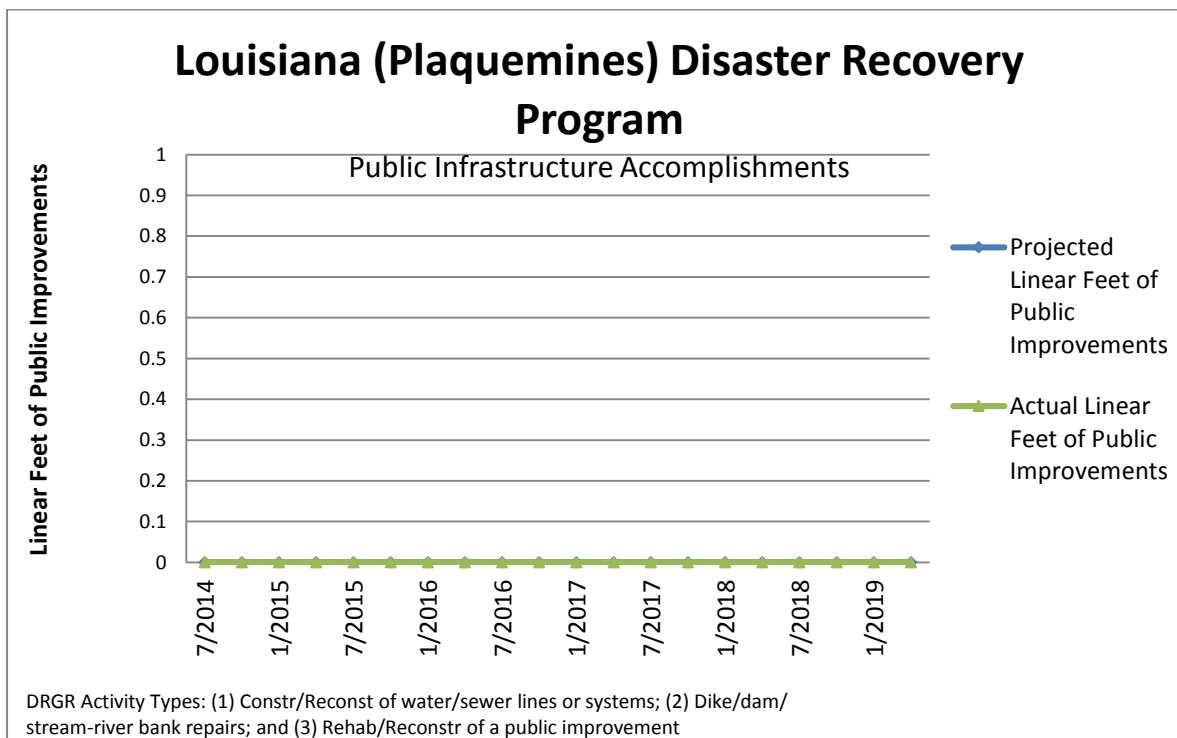 Louisiana (Plaquemines) Disaster Recovery
Program
Public Infrastructure Accomplishments
Linear Feet of Public Improvements
1
0.9
0.8
0.7
0.6
0.5
0.4
0.3
0.2
0.1
0
7/2014
1/2015
7/2015
1/2016
7/2016
1/2017
7/2017
1/2018
7/2018
1/2019
Projected
Linear Feet of
Public
Improvements
Actual Linear
Feet of Public
Improvements
DRGR Activity Types: (1) Constr/Reconst of water/sewer lines or systems; (2) Dike/dam/
stream-river bank repairs; and (3) Rehab/Reconstr of a public improvement